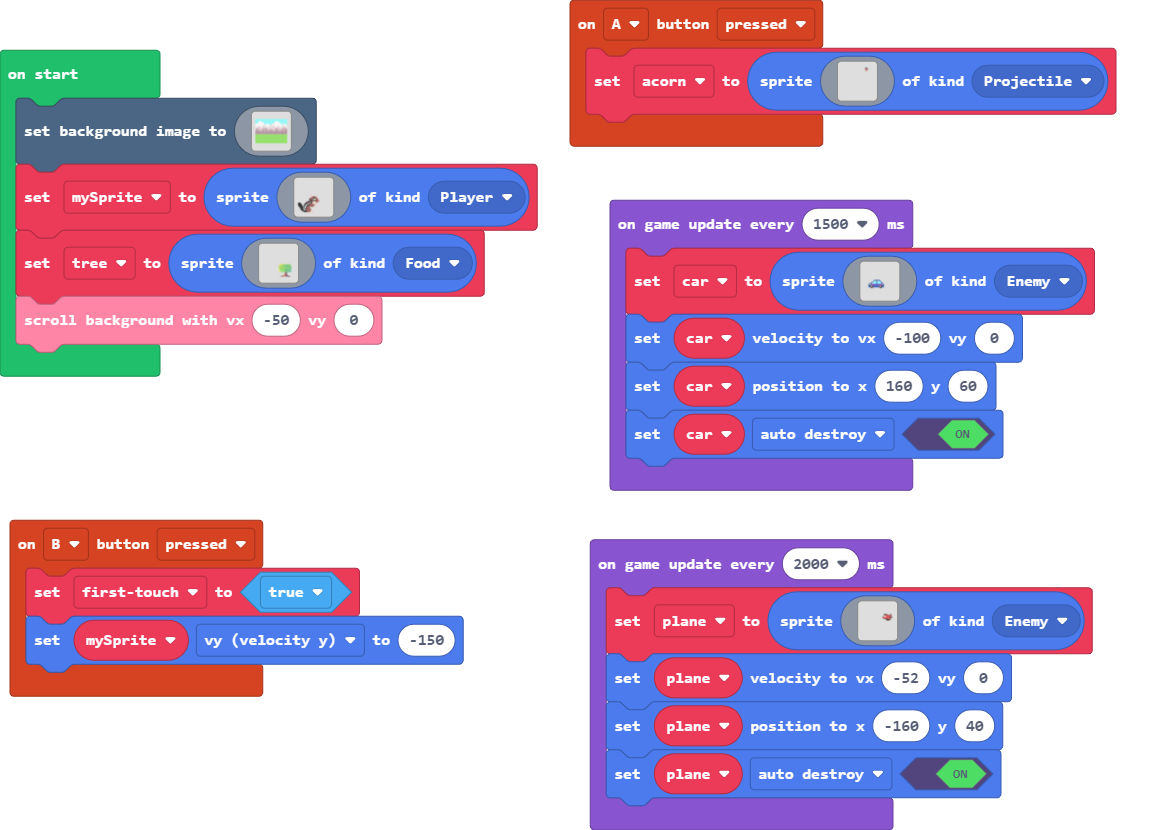 on start
set background image to
set mySprite to sprite of kind Player
set tree to sprite of kind Food
scroll background with vx -50 vy 0
on B button pressed
set first-touch to true
set mySprite vy (velocity y) to -150
on A button pressed
set acorn to sprite of kind Projectile
on game update every 1500 ms
set car to sprite of kind Enemy
set car velocity to vx -100 vy 0
set car position to x 160 y 60
set car auto destroy ON
on game update every 2000 ms
set plane to sprite of kind Enemy
set plane velocity to vx -52 vy 0
set plane position to x -160 y 40
set plane auto destroy ON